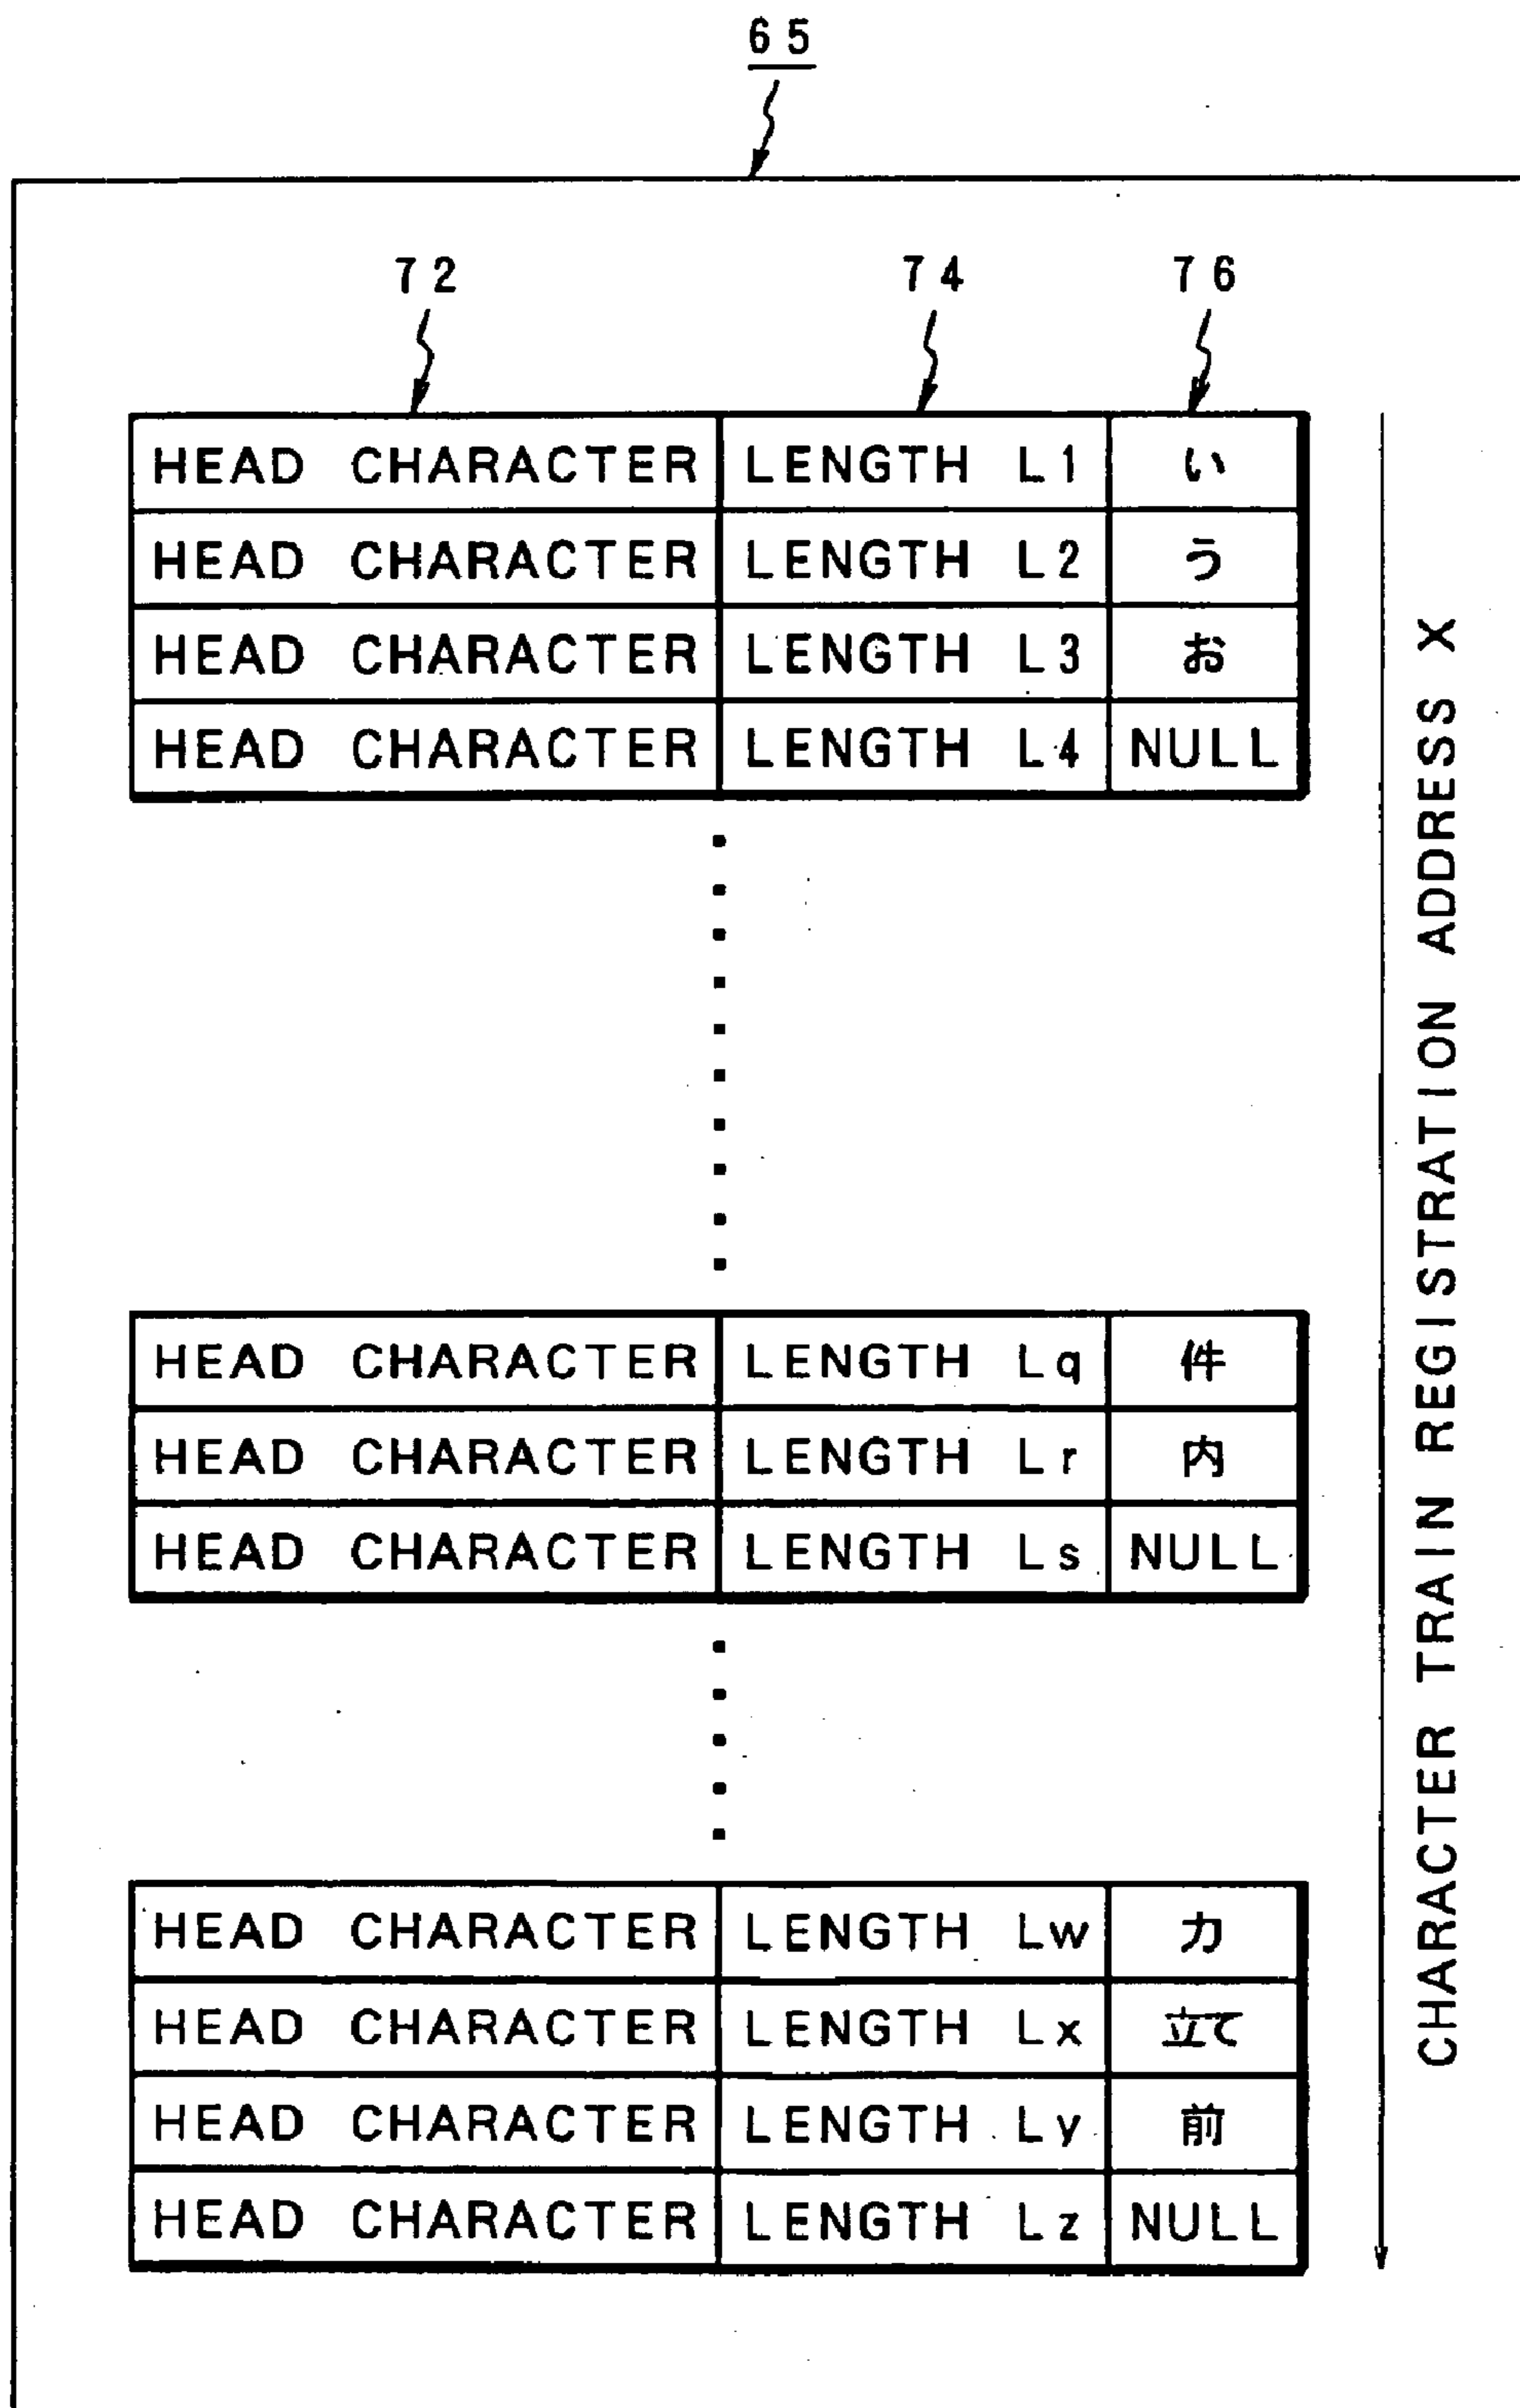 65
72 74 76
HEAD CHARACTER LENGTH L1 い
HEAD CHARACTER LENGTH L2 う
HEAD CHARACTER LENGTH L3 お
HEAD CHARACTER LENGTH L4 NULL
HEAD CHARACTER LENGTH Lq 件
HEAD CHARACTER LENGTH Lr 内
HEAD CHARACTER LENGTH Ls NULL
HEAD CHARACTER LENGTH Lw 力
HEAD CHARACTER LENGTH Lx 立て
HEAD CHARACTER LENGTH Ly 前
HEAD CHARACTER LENGTH Lz NULL
CHARACTER TRAIN REGISTRATION ADDRESS X